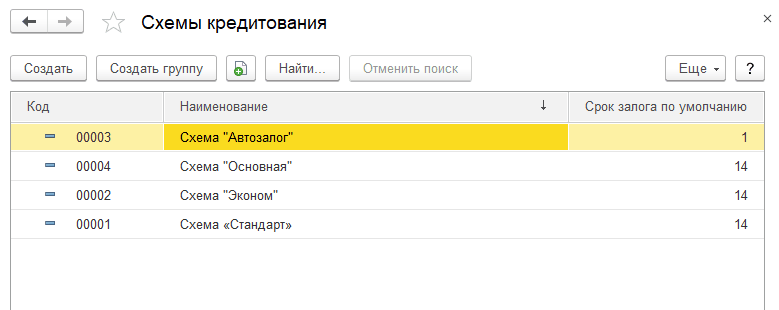 Схемы кредитования
Создать Создать группу Найти... Отменить поиск Еще ?
Код Наименование Срок залога по умолчанию
00003 Схема "Автозалог" 1
00004 Схема "Основная" 14
00002 Схема "Эконом" 14
00001 Схема «Стандарт» 14